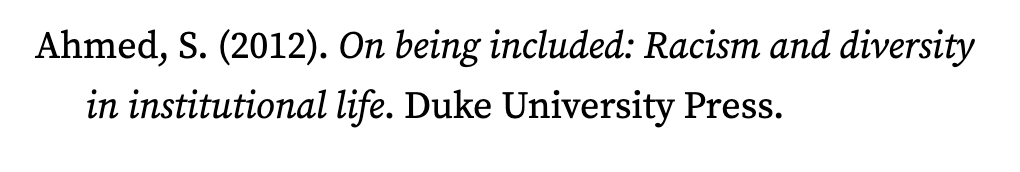 Ahmed, S. (2012). On being included: Racism and diversity
in institutional life. Duke University Press.